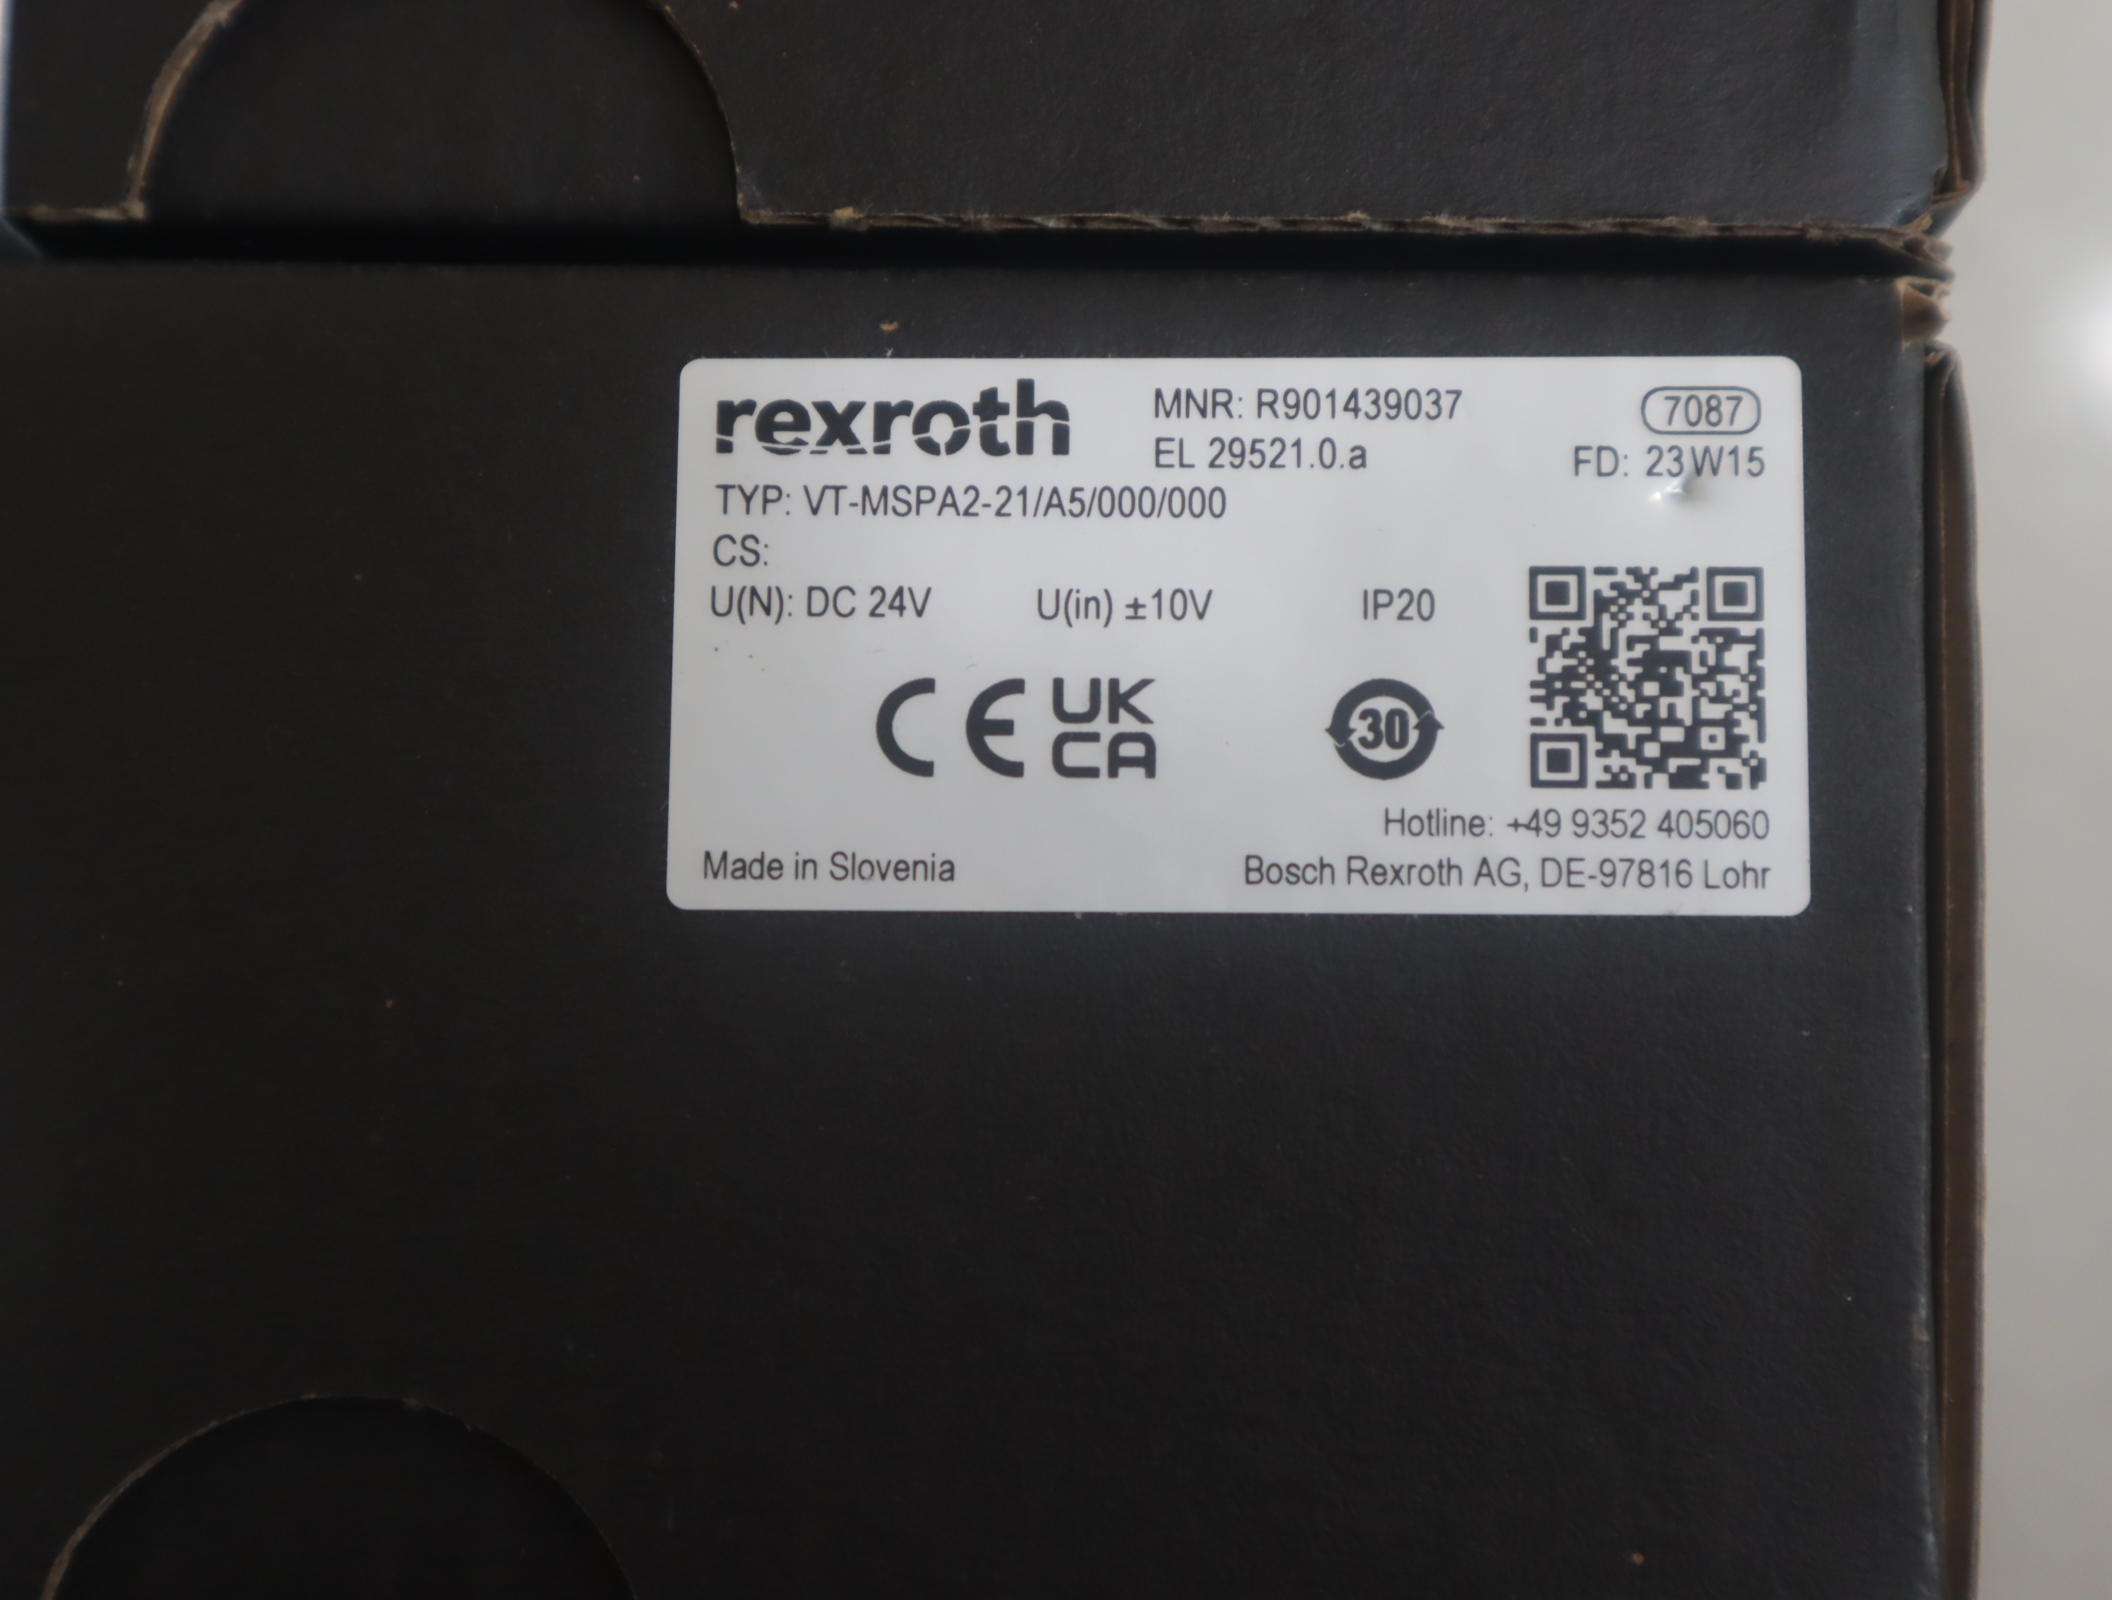 rexroth MNR: R901439037 7087
EL 29521.0.a FD: 23W15
TYP: VT-MSPA2-21/A5/000/000
CS:
U(N): DC 24V U(in) ±10V IP20
CE UK CA 30
Hotline: +49 9352 405060
Made in Slovenia Bosch Rexroth AG, DE-97816 Lohr